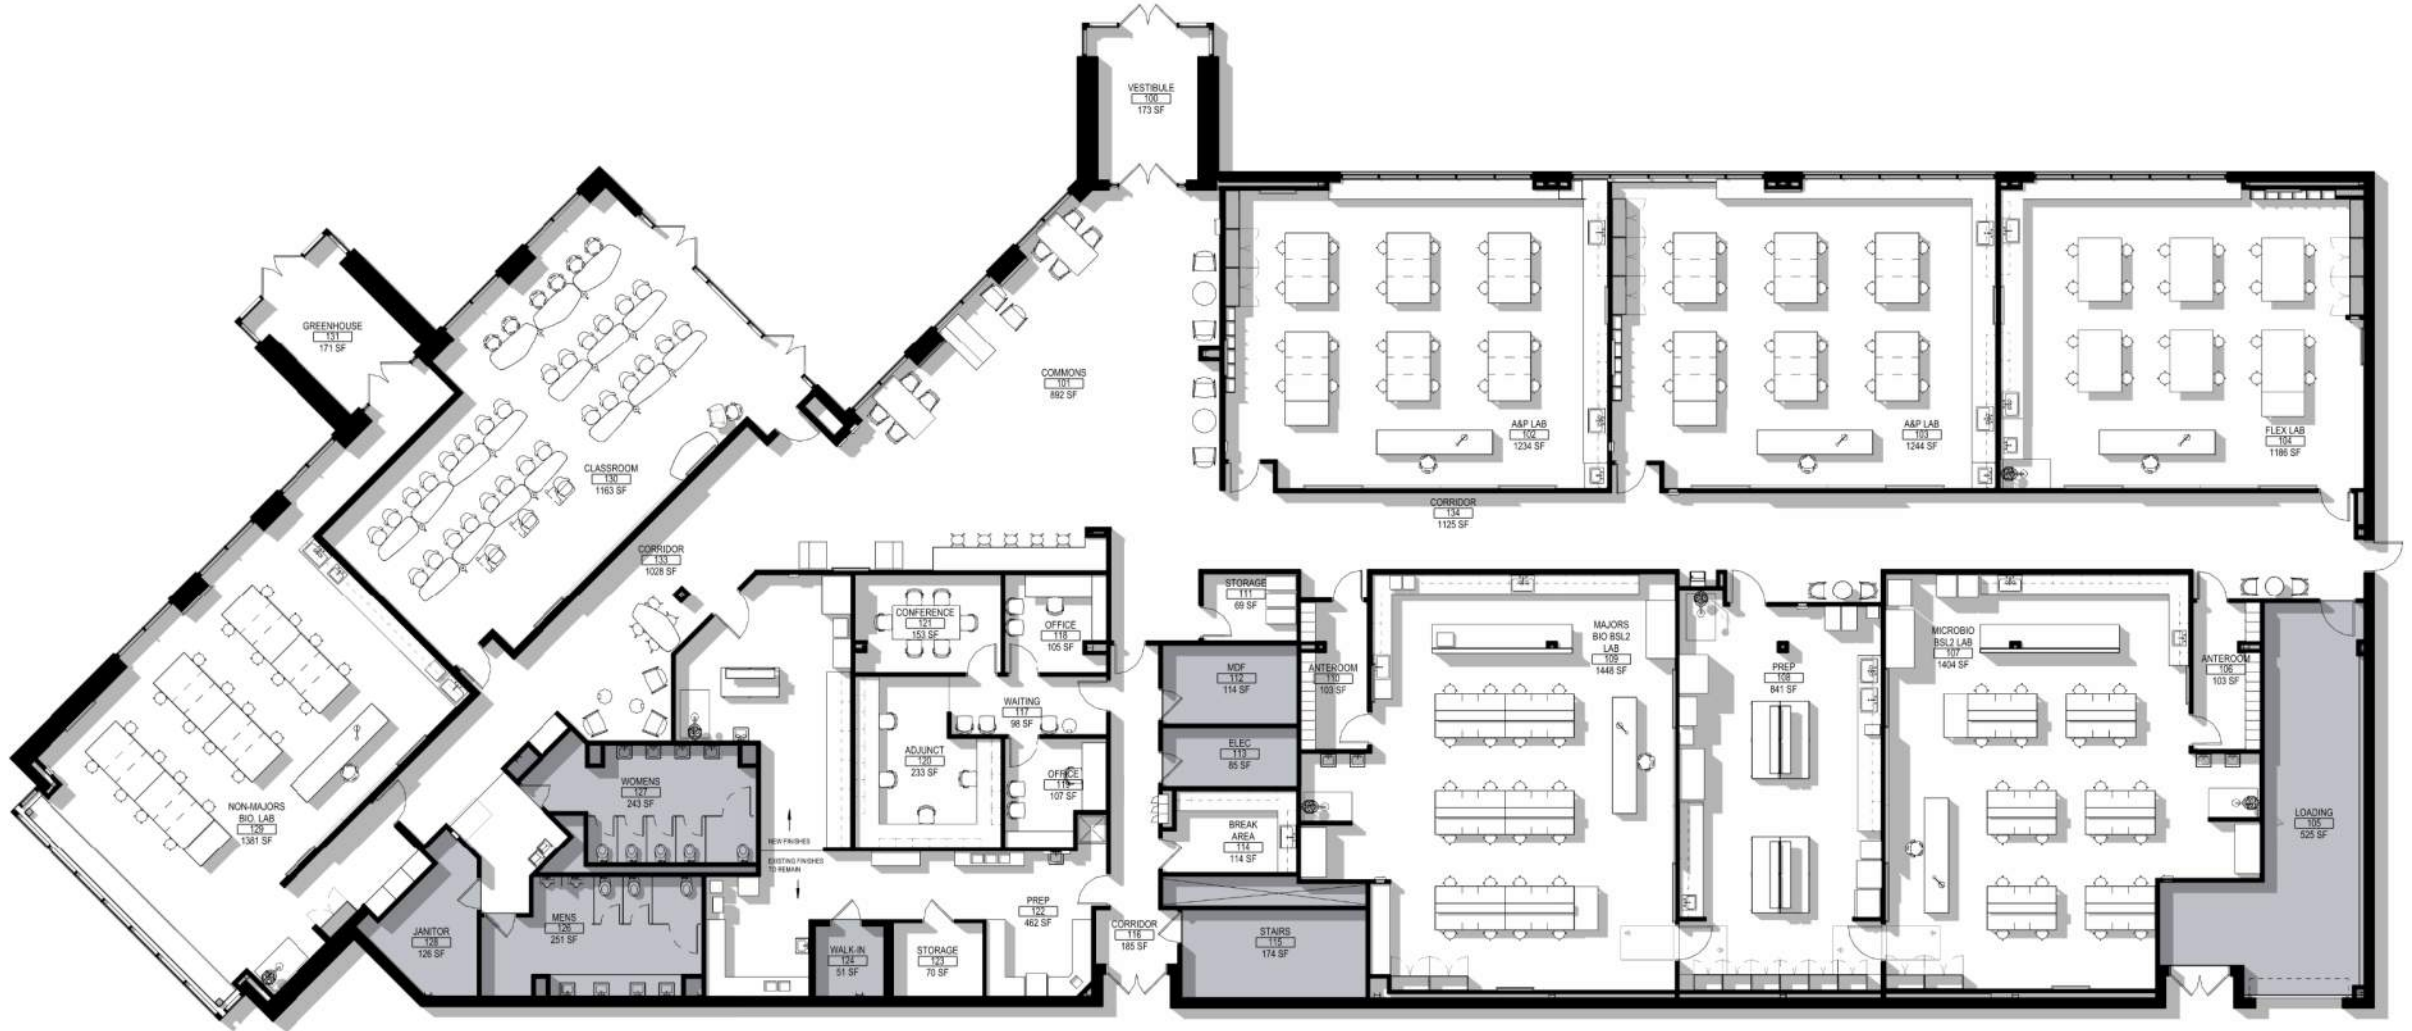 VESTIBULE
100
173 SF
GREENHOUSE
131
171 SF
COMMONS
101
892 SF
A&P LAB
102
1234 SF
A&P LAB
103
1244 SF
FLEX LAB
104
1186 SF
CLASSROOM
130
1163 SF
CORRIDOR
134
1125 SF
CORRIDOR
133
1028 SF
CONFERENCE
121
153 SF
OFFICE
118
105 SF
STORAGE
111
69 SF
MAJORS
BIO BSL2
LAB
109
1448 SF
MICROBIO
BSL2 LAB
107
1404 SF
PREP
108
841 SF
ANTEROOM
106
103 SF
MDF
112
114 SF
ANTEROOM
110
103 SF
WAITING
117
98 SF
ADJUNCT
120
233 SF
OFFICE
107 SF
ELEC
113
85 SF
WOMENS
127
243 SF
NON-MAJORS
BIO. LAB
129
1381 SF
LOADING
105
525 SF
BREAK
AREA
114
114 SF
NEW FINISHES
EXISTING FINISHES
TO REMAIN
PREP
122
462 SF
MENS
126
251 SF
JANITOR
128
126 SF
WALK-IN
124
51 SF
STORAGE
123
70 SF
CORRIDOR
116
185 SF
STAIRS
115
174 SF